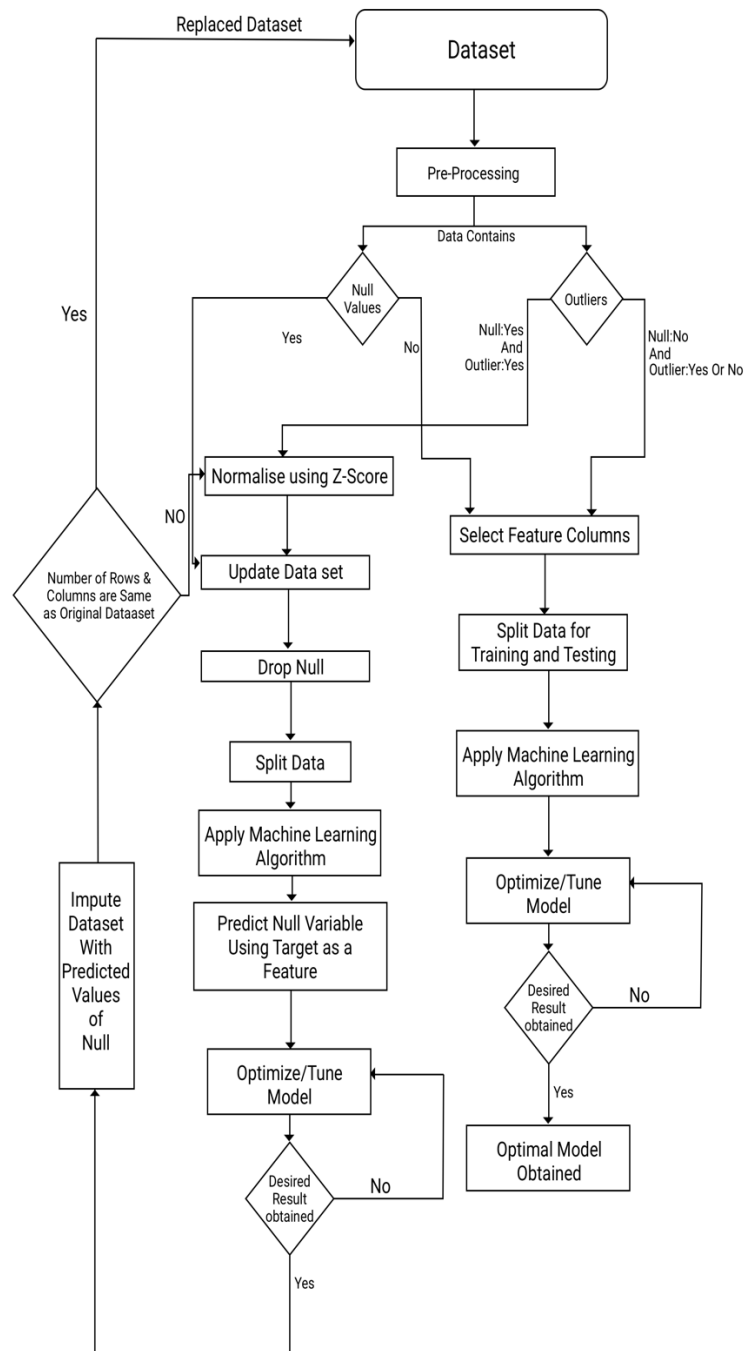 Replaced Dataset
Dataset
Pre-Processing
Data Contains
Null
Values
Outliers
Yes
Yes
No
Null:Yes
And
Outlier:Yes
Null:No
And
Outlier:Yes Or No
Normalise using Z-Score
NO
Select Feature Columns
Number of Rows &
Columns are Same
as Original Dataaset
Update Data set
Split Data for
Training and Testing
Drop Null
Split Data
Apply Machine Learning
Algorithm
Apply Machine Learning
Algorithm
Impute
Dataset
With
Predicted
Values
of
Null
Optimize/Tune
Model
Predict Null Variable
Using Target as a
Feature
Desired
Result
obtained
No
Optimize/Tune
Model
Yes
Optimal Model
Obtained
Desired
Result
obtained
No
Yes